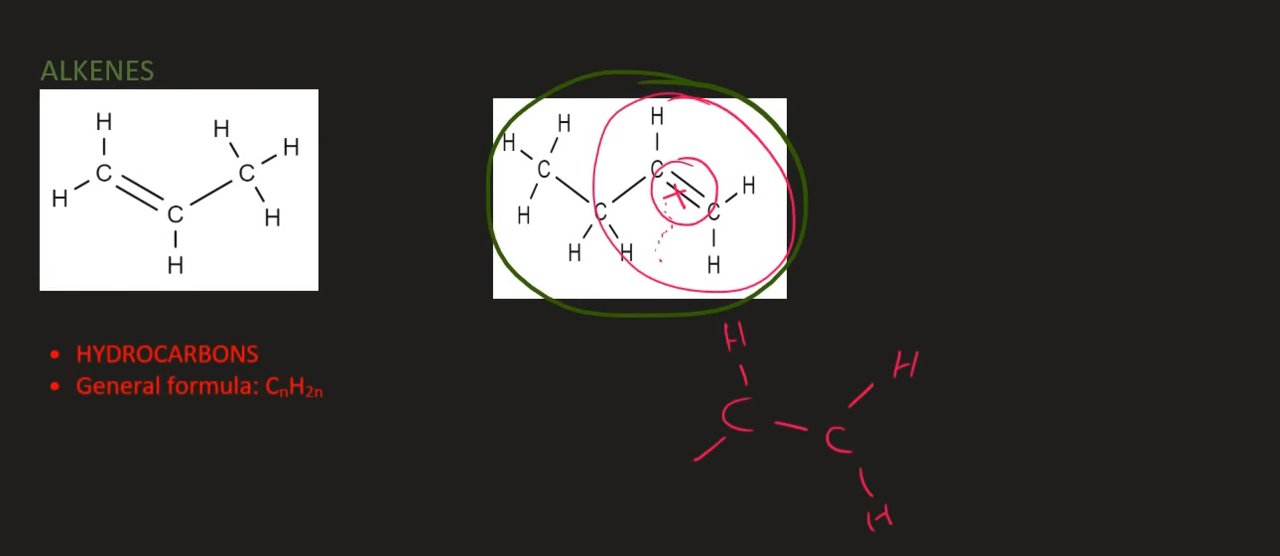 ALKENES
H H H
C C
H
C H
H
H H
H C C
C C H
H H H H
• HYDROCARBONS
• General formula: CₙH₂ₙ
H
H
C C
H